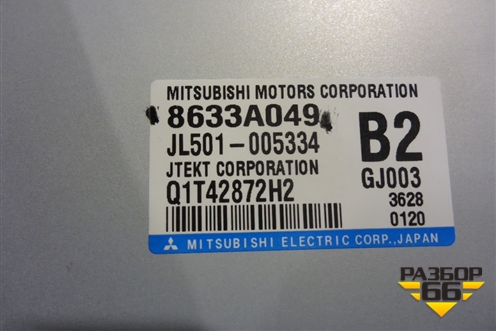 MITSUBISHI MOTORS CORPORATION
8633A049
JL501-005334
B2
JTEKT CORPORATION
GJ003
Q1T42872H2
3628
0120
MITSUBISHI ELECTRIC CORP., JAPAN
РАЗБОР
66